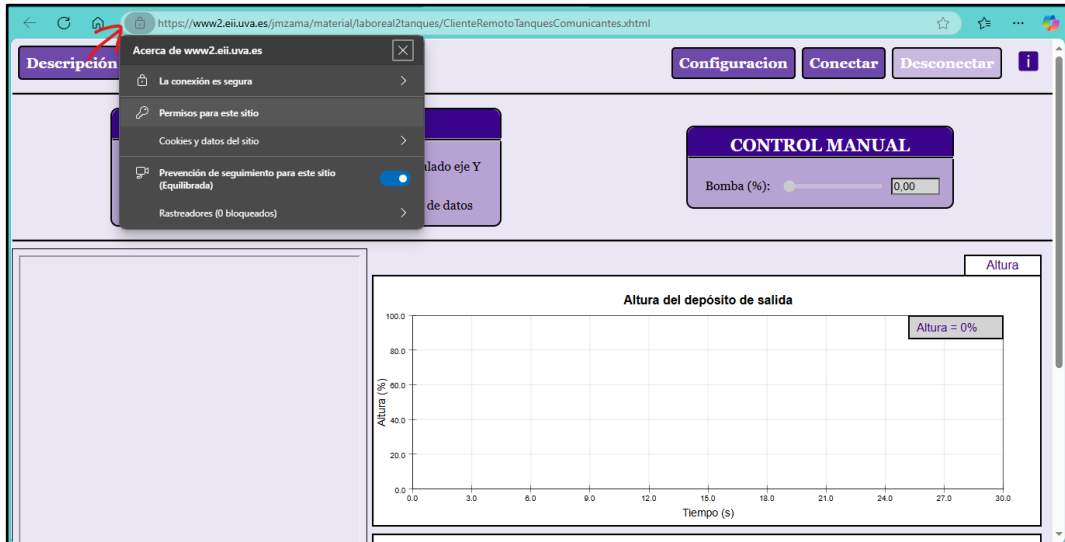 https://www2.eii.uva.es/jmzama/material/laboreal2tanques/ClienteRemotoTanquesComunicantes.xhtml
Descripción
Acerca de www2.eii.uva.es
La conexión es segura
Permisos para este sitio
Cookies y datos del sitio
Prevención de seguimiento para este sitio
(Equilibrada)
Rastreadores (0 bloqueados)
Configuracion
Conectar
Desconectar
i
eje Y
de datos
CONTROL MANUAL
Bomba (%):
0,00
Altura
Altura del depósito de salida
Altura = 0%
Altura (%)
100.0
80.0
60.0
40.0
20.0
0.0
0.0 3.0 6.0 9.0 12.0 15.0 18.0 21.0 24.0 27.0 30.0
Tiempo (s)